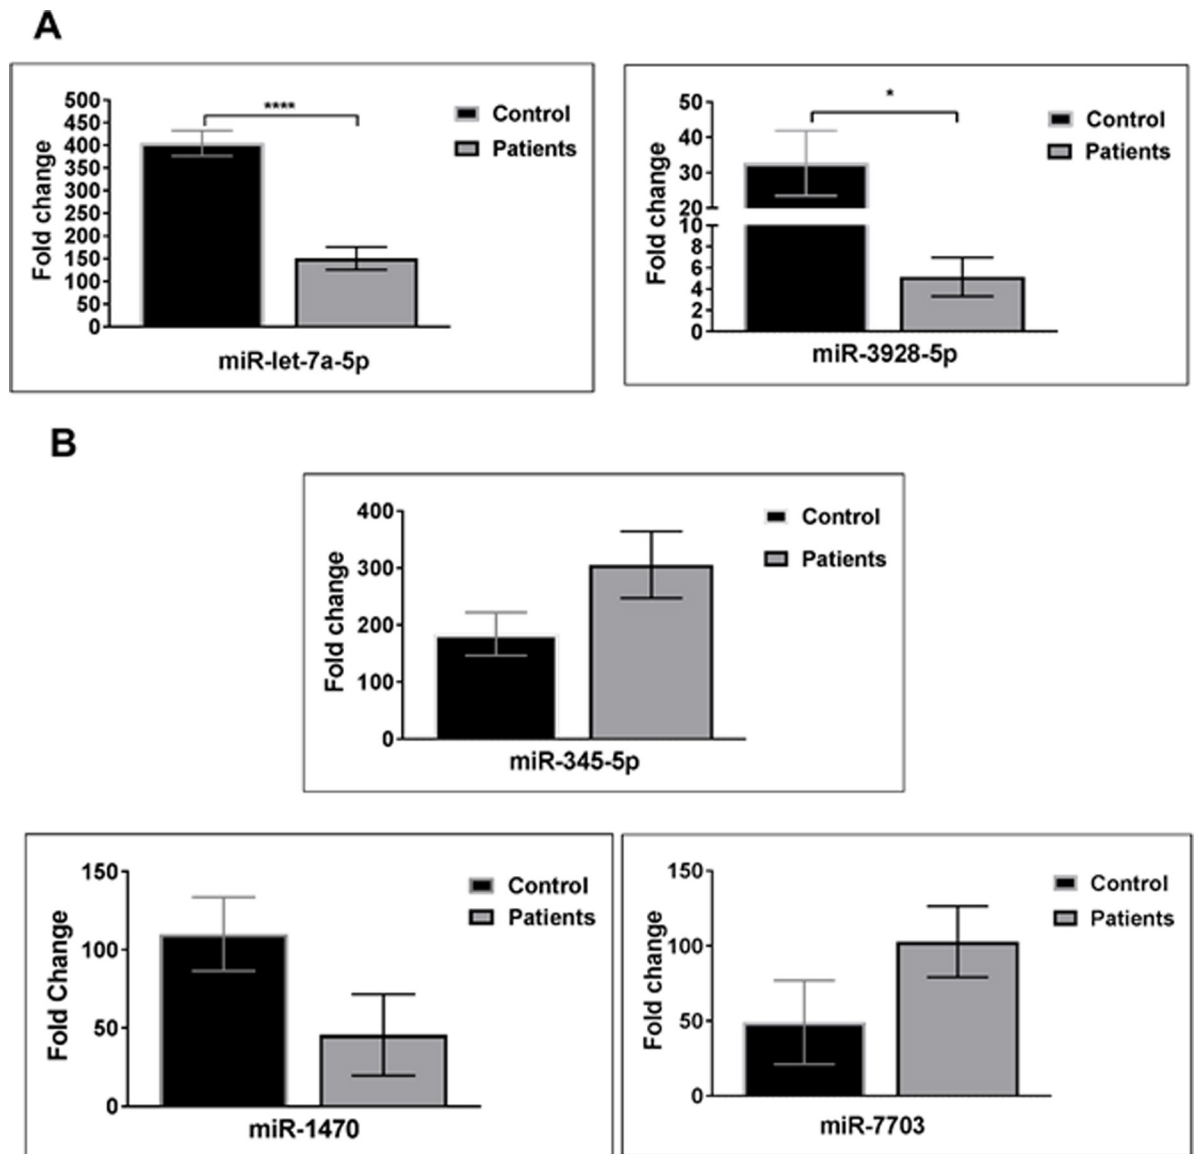 A
500
450
400
350
300
250
200
150
100
50
0
Fold change
****
Control
Patients
miR-let-7a-5p
50
40
30
20
10
8
6
4
2
0
Fold change
*
Control
Patients
miR-3928-5p
B
400
300
200
100
0
Fold change
Control
Patients
miR-345-5p
150
100
50
0
Fold Change
Control
Patients
miR-1470
150
100
50
0
Fold change
Control
Patients
miR-7703